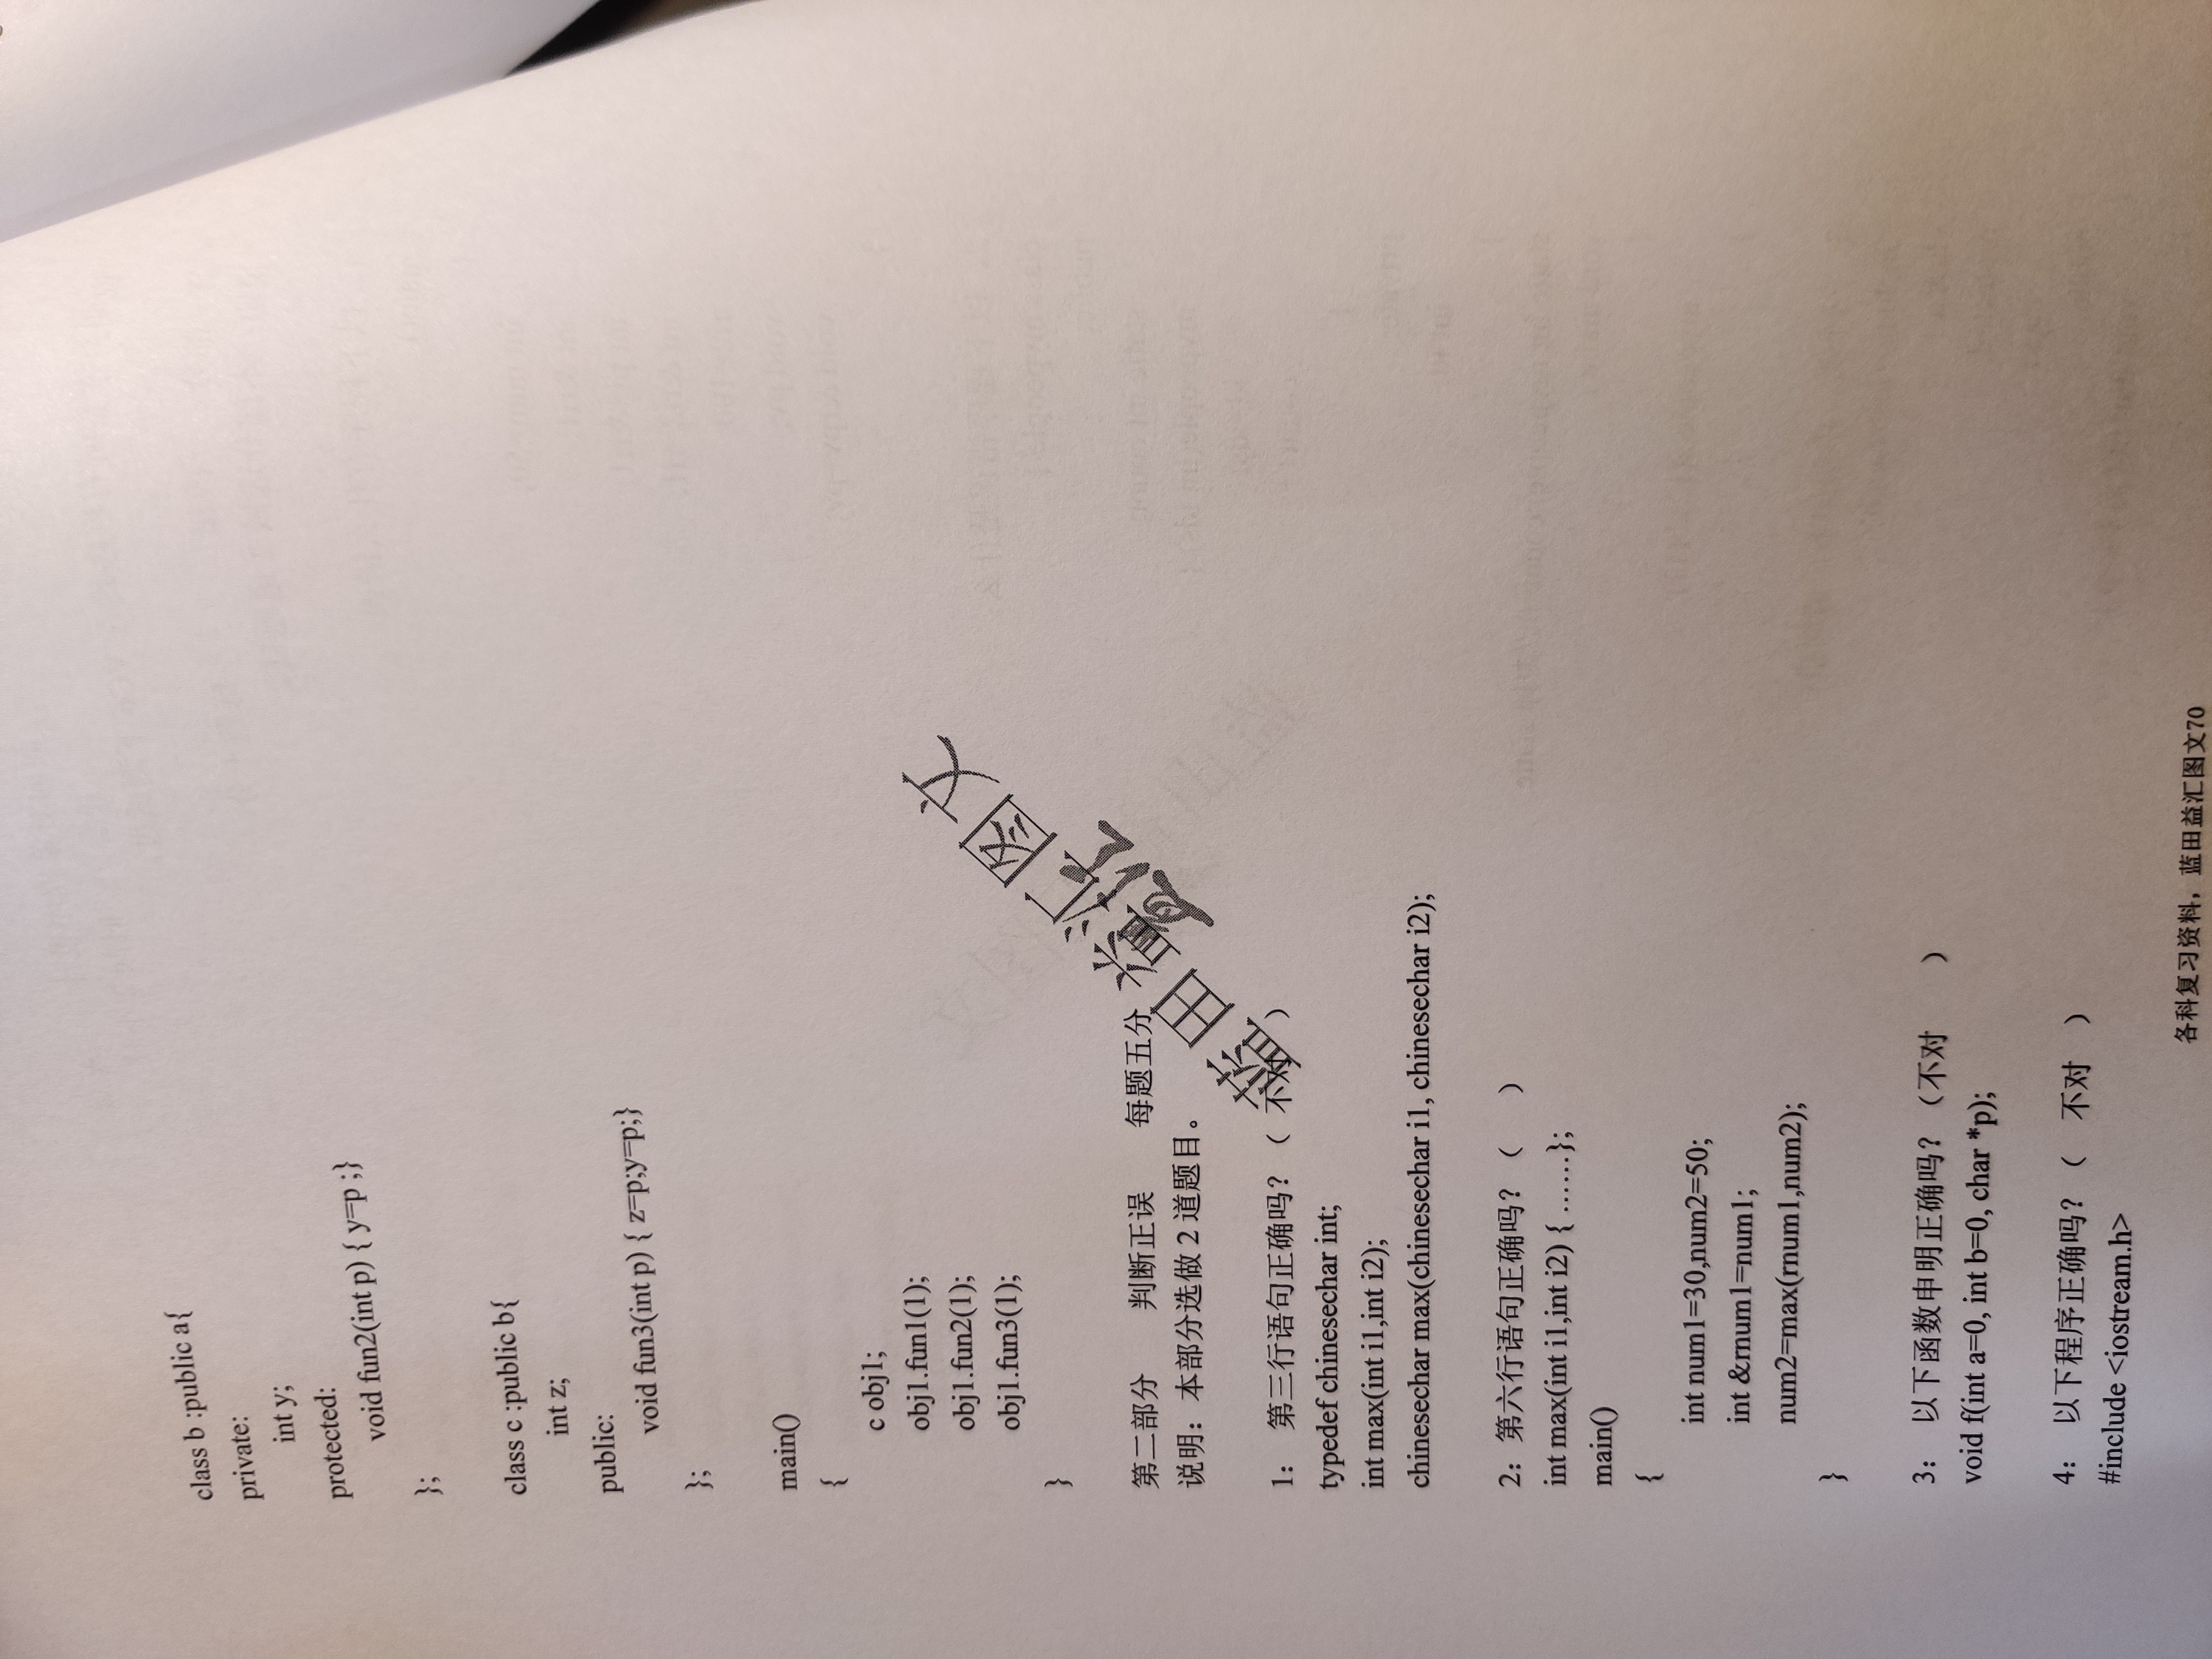 class b :public a{
private:
int y;
protected:
void fun2(int p) { y=p ;}
};
class c :public b{
int z;
public:
void fun3(int p) { z=p;y=p;}
};
main()
{
c obj1;
obj1.fun1(1);
obj1.fun2(1);
obj1.fun3(1);
}
第二部分 判断正误 每题五分
说明：本部分选做 2 道题目。
蓝田益汇图文
益汇
1： 第三行语句正确吗？（ 不对 ）
typedef chinesechar int;
int max(int i1,int i2);
chinesechar max(chinesechar i1, chinesechar i2);
2：第六行语句正确吗？（ ）
int max(int i1,int i2) { ……};
main()
{
int num1=30,num2=50;
int &rnum1=num1;
num2=max(rnum1,num2);
}
3： 以下函数申明正确吗？（不对 ）
void f(int a=0, int b=0, char *p);
4： 以下程序正确吗？（ 不对 ）
#include <iostream.h>
各科复习资料，蓝田益汇图文70